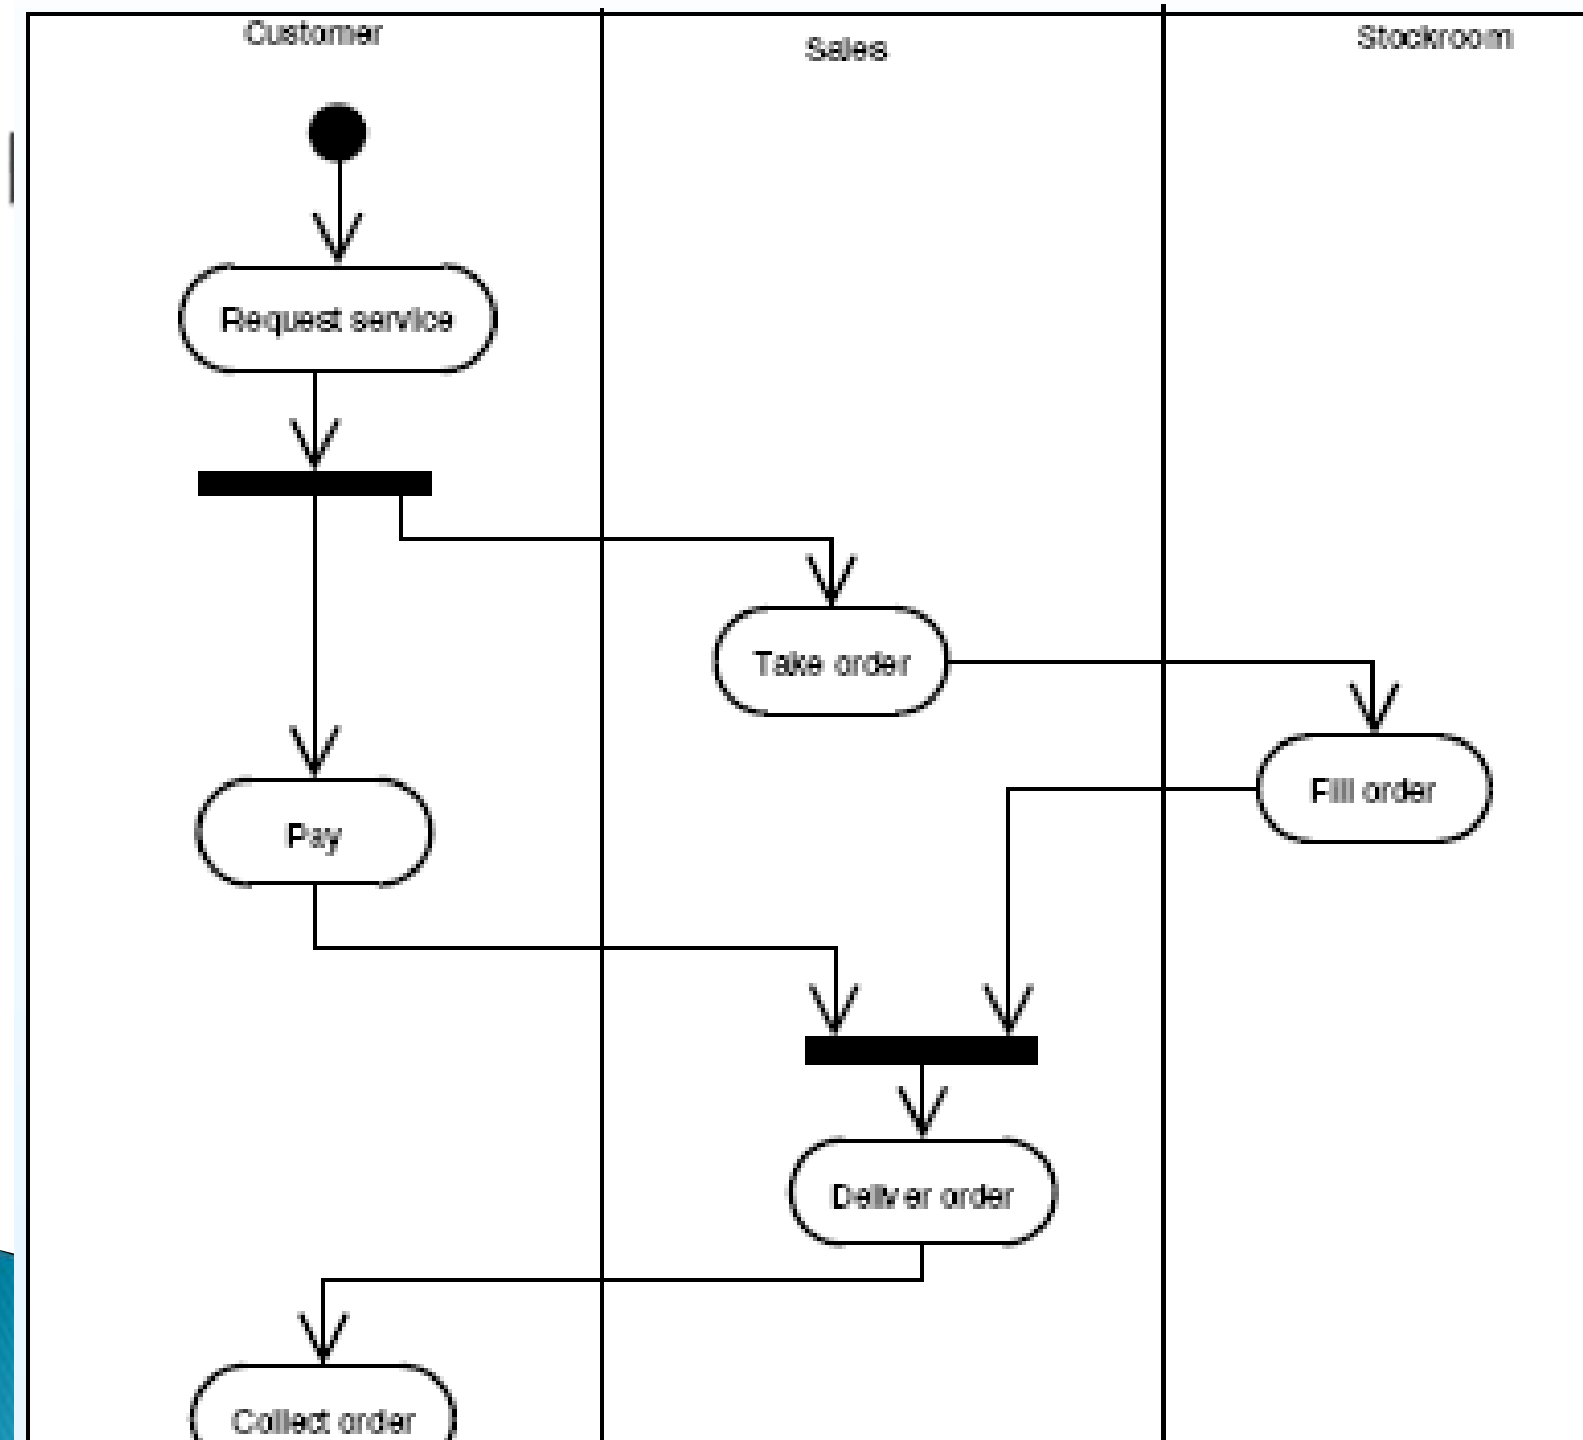 Customer
Sales
Stockroom
Request service
Take order
Fill order
Pay
Deliver order
Collect order